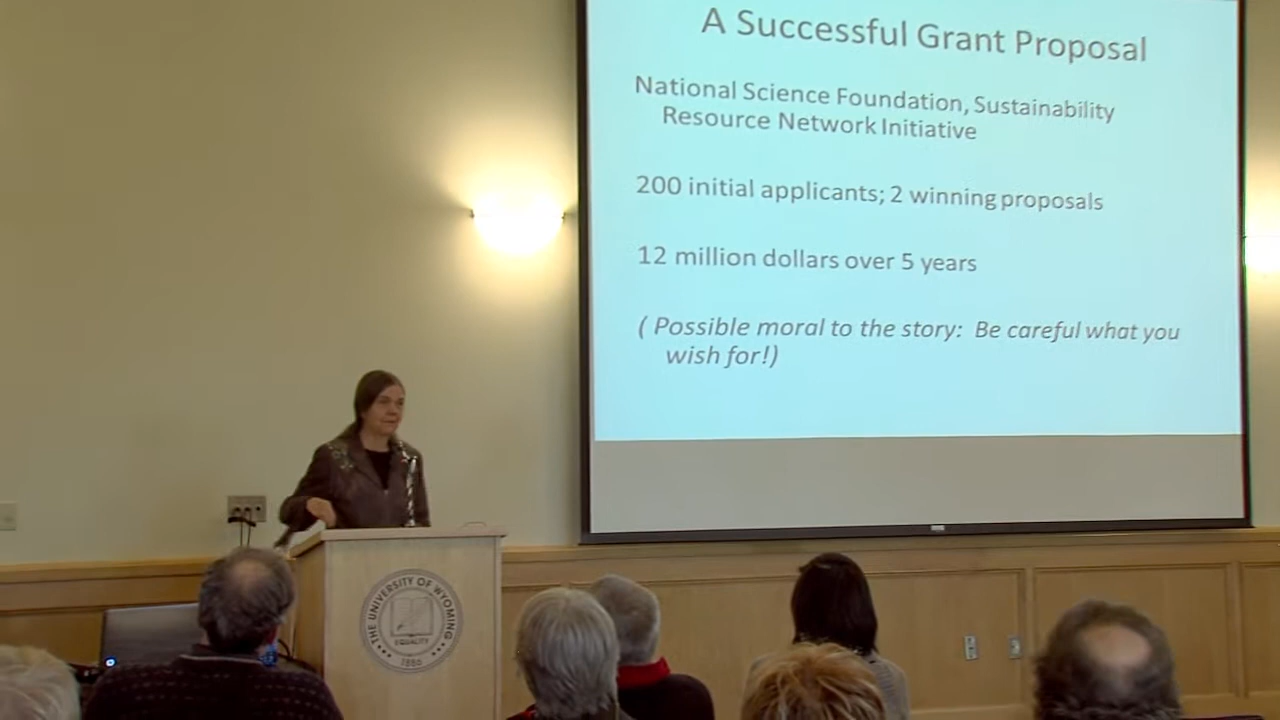 A Successful Grant Proposal
National Science Foundation, Sustainability
Resource Network Initiative
200 initial applicants; 2 winning proposals
12 million dollars over 5 years
( Possible moral to the story: Be careful what you
wish for!)
THE UNIVERSITY OF WYOMING
EQUALITY
1886